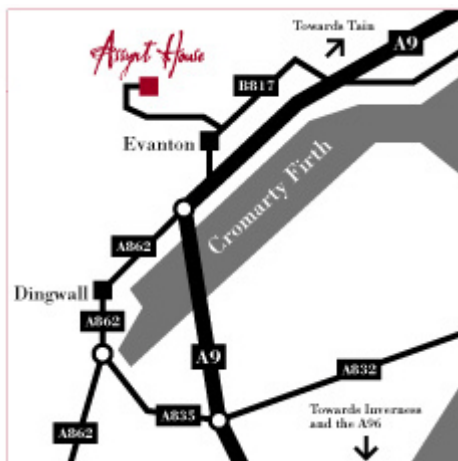 Towards Tain
A9
Assynt House
B817
Evanton
Cromarty Firth
A862
Dingwall
A862
A9
A832
Towards Inverness
and the A96
A835
A862